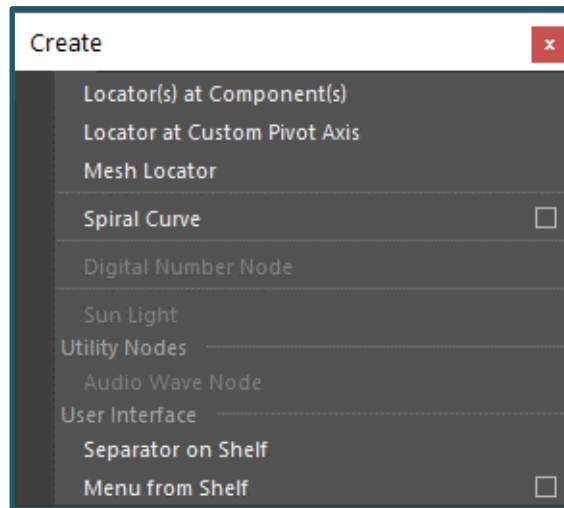 Create
x
Locator(s) at Component(s)
Locator at Custom Pivot Axis
Mesh Locator
Spiral Curve
Digital Number Node
Sun Light
Utility Nodes
Audio Wave Node
User Interface
Separator on Shelf
Menu from Shelf